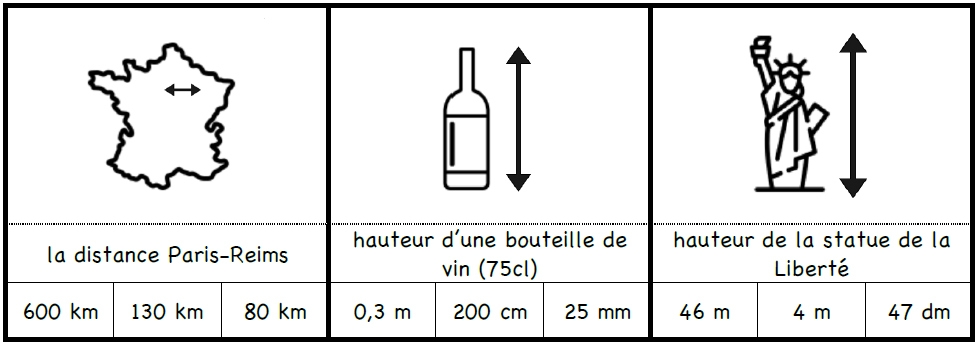 la distance Paris-Reims
600 km 130 km 80 km
hauteur d'une bouteille de
vin (75cl)
0,3 m 200 cm 25 mm
hauteur de la statue de la
Liberté
46 m 4 m 47 dm